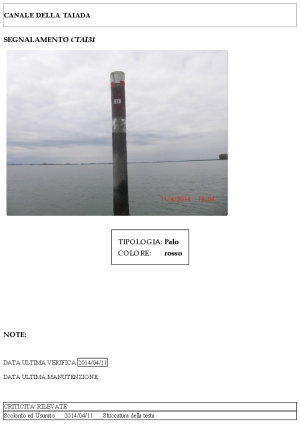 CANALE DELLA TAIADA
SEGNALAMENTO CTAI31
TIPOLOGIA: Palo
COLORE: rosso
NOTE:
DATA ULTIMA VERIFICA 2014/04/11
DATA ULTIMA MANUTENZIONE
CRITICITA' RILEVATE
Scolorito ed Usurato 2014/04/11 Stuccatura della testa